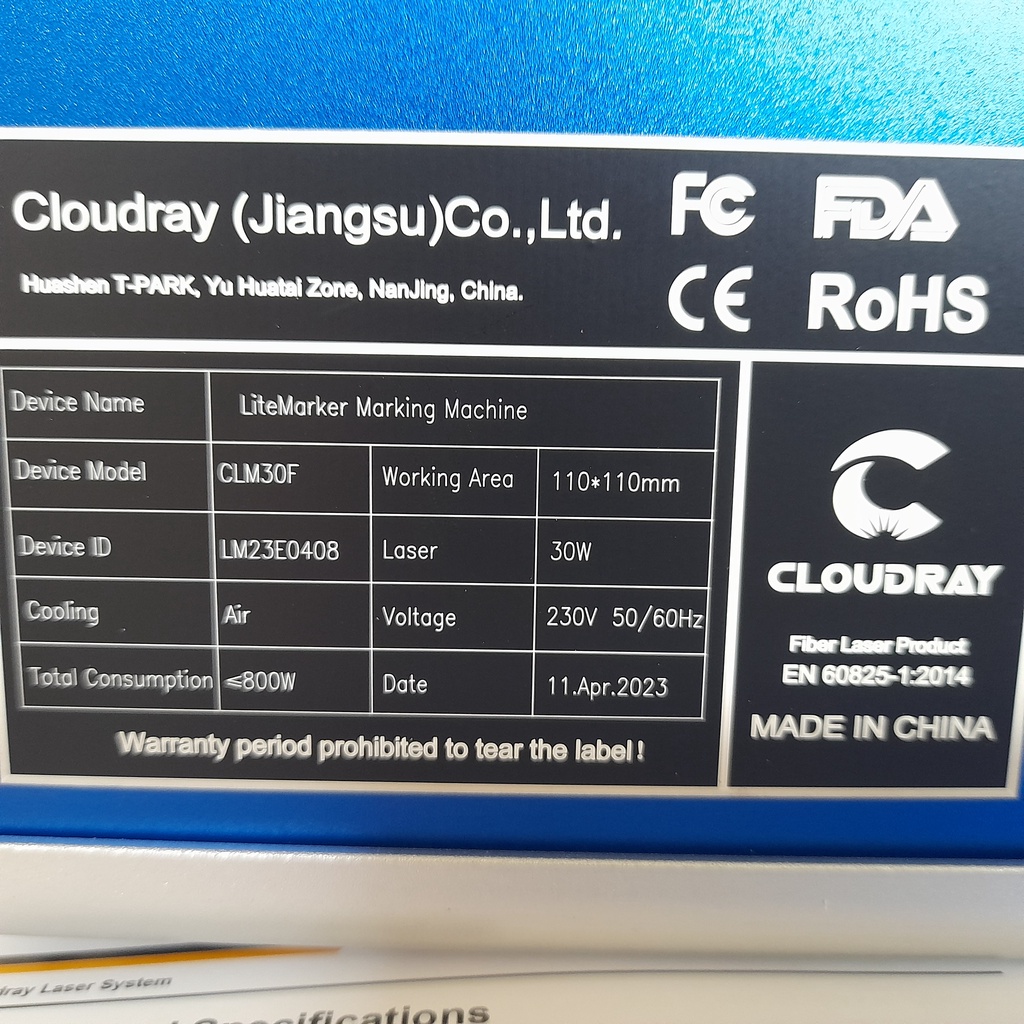 Cloudray (Jiangsu)Co.,Ltd.
FC FDA
Huashen T-PARK, Yu Huatai Zone, NanJing, China.
CE RoHS
Device Name LiteMarker Marking Machine
Device Model CLM30F Working Area 110*110mm
Device ID LM23E0408 Laser 30W
Cooling Air Voltage 230V 50/60Hz
Total Consumption ≤800W Date 11.Apr.2023
Warranty period prohibited to tear the label!
CLOUDRAY
Fiber Laser Product
EN 60825-1:2014
MADE IN CHINA
Laser System
Specifications